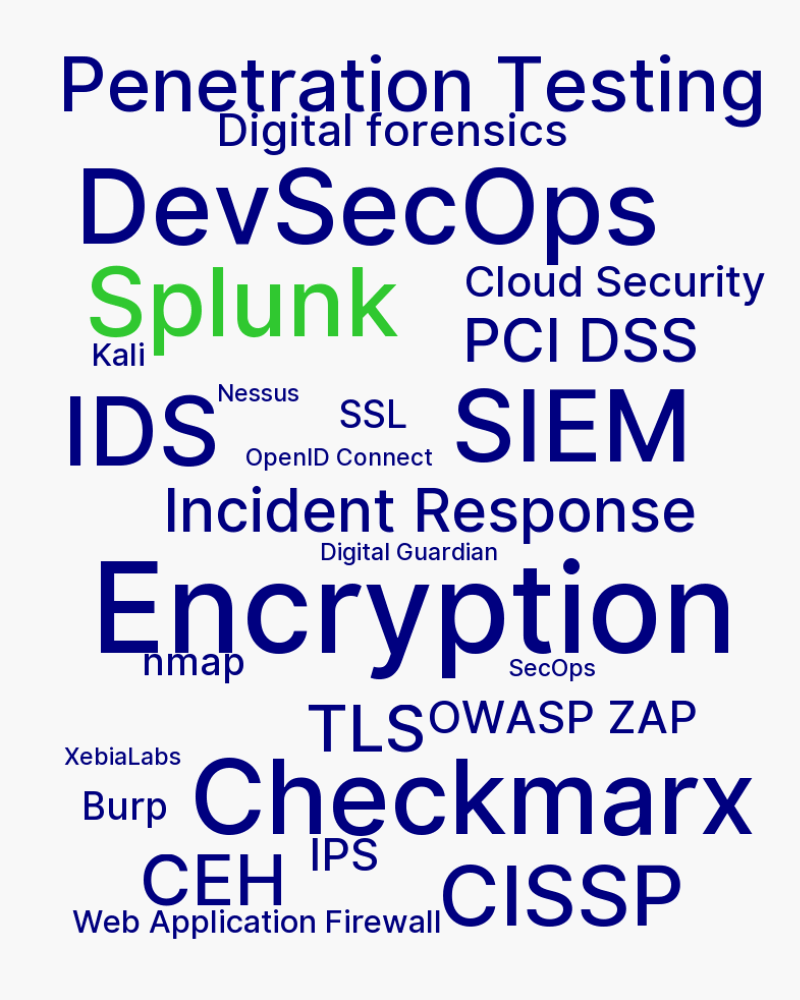 Penetration Testing
Digital forensics
DevSecOps
Splunk
Cloud Security
Kali
PCI DSS
IDS
Nessus
SSL
SIEM
OpenID Connect
Incident Response
Digital Guardian
Encryption
nmap
SecOps
TLS
OWASP ZAP
XebiaLabs
Checkmarx
Burp
IPS
CEH
CISSP
Web Application Firewall